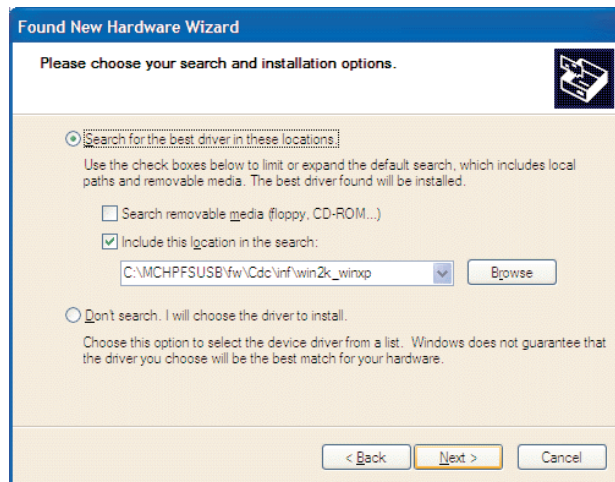 Found New Hardware Wizard
Please choose your search and installation options.
Search for the best driver in these locations.
Use the check boxes below to limit or expand the default search, which includes local
paths and removable media. The best driver found will be installed.
Search removable media (floppy, CD-ROM...)
Include this location in the search:
C:\MCHPFSUSB\fw\Cdc\inf\win2k_winxp
Browse
Don't search. I will choose the driver to install.
Choose this option to select the device driver from a list. Windows does not guarantee that
the driver you choose will be the best match for your hardware.
< Back
Next >
Cancel